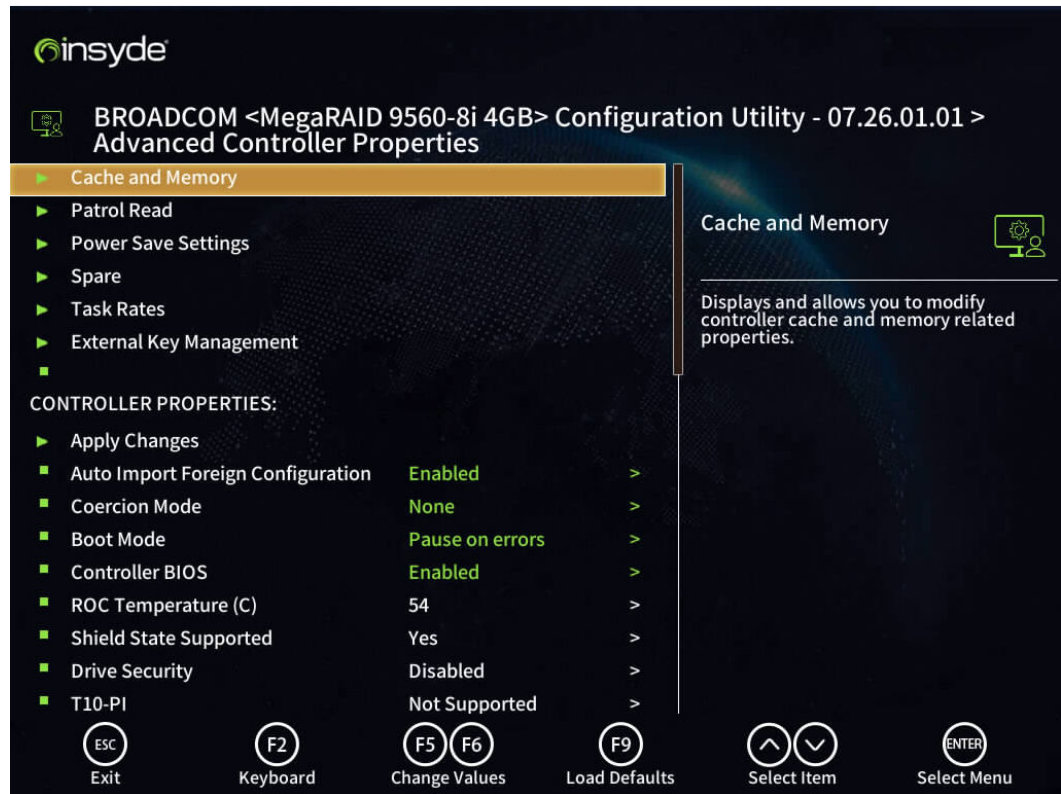 insyde
BROADCOM <MegaRAID 9560-8i 4GB> Configuration Utility - 07.26.01.01 >
Advanced Controller Properties
Cache and Memory
Patrol Read
Power Save Settings
Spare
Task Rates
External Key Management
CONTROLLER PROPERTIES:
Apply Changes
Auto Import Foreign Configuration Enabled >
Coercion Mode None >
Boot Mode Pause on errors >
Controller BIOS Enabled >
ROC Temperature (C) 54 >
Shield State Supported Yes >
Drive Security Disabled >
T10-PI Not Supported >
Cache and Memory
Displays and allows you to modify
controller cache and memory related
properties.
ESC F2 F5 F6 F9 ENTER
Exit Keyboard Change Values Load Defaults Select Item Select Menu